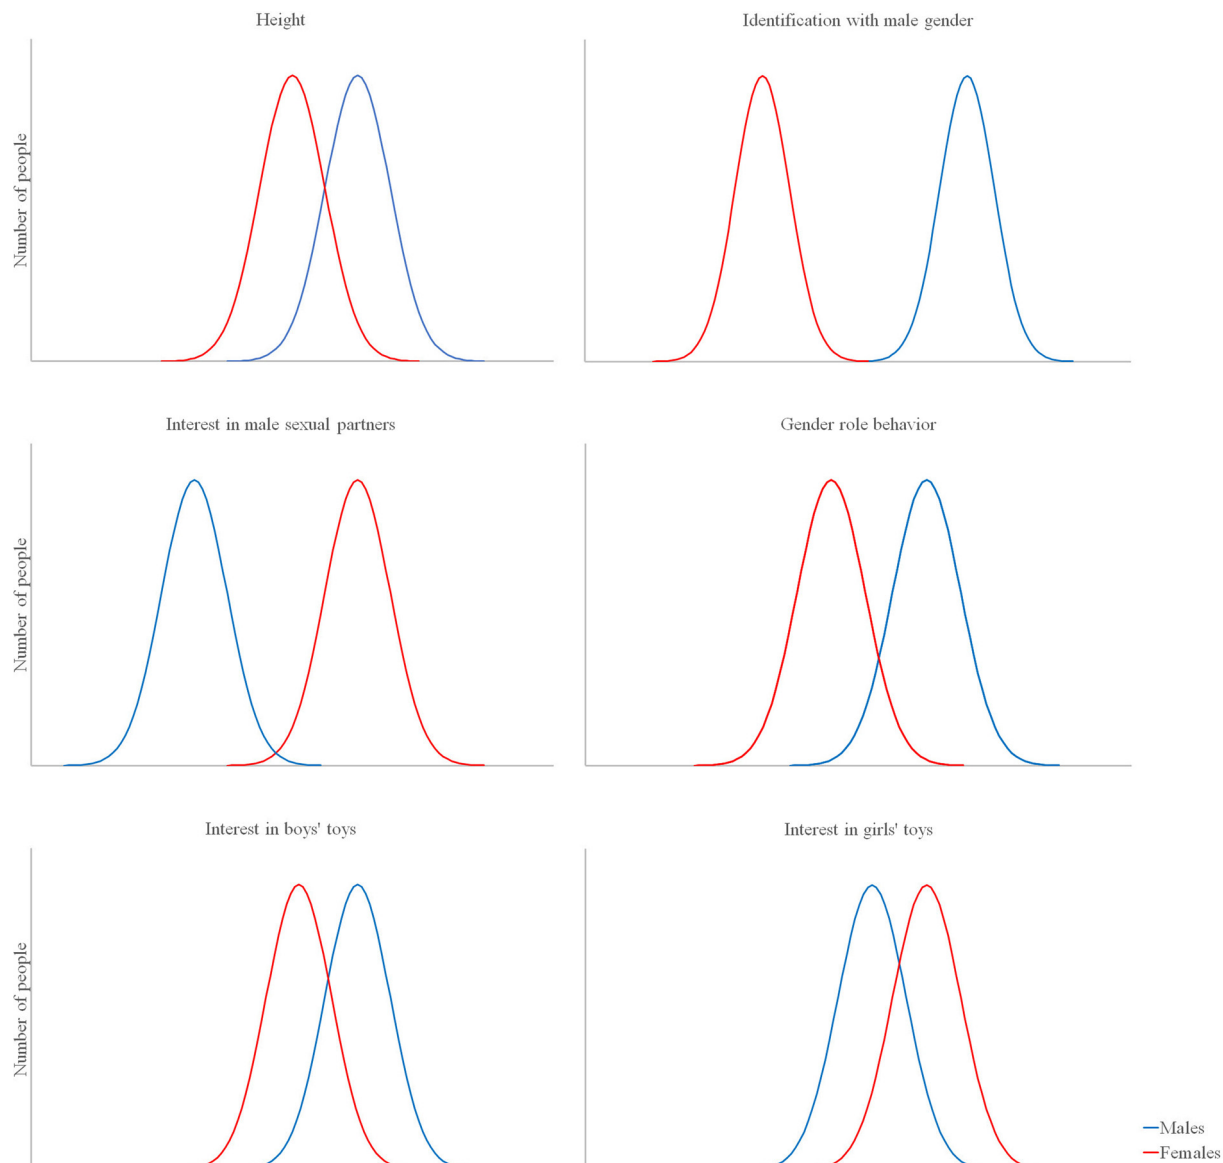 Height
Identification with male gender
Number of people
Interest in male sexual partners
Gender role behavior
Number of people
Interest in boys' toys
Interest in girls' toys
Number of people
Males
Females